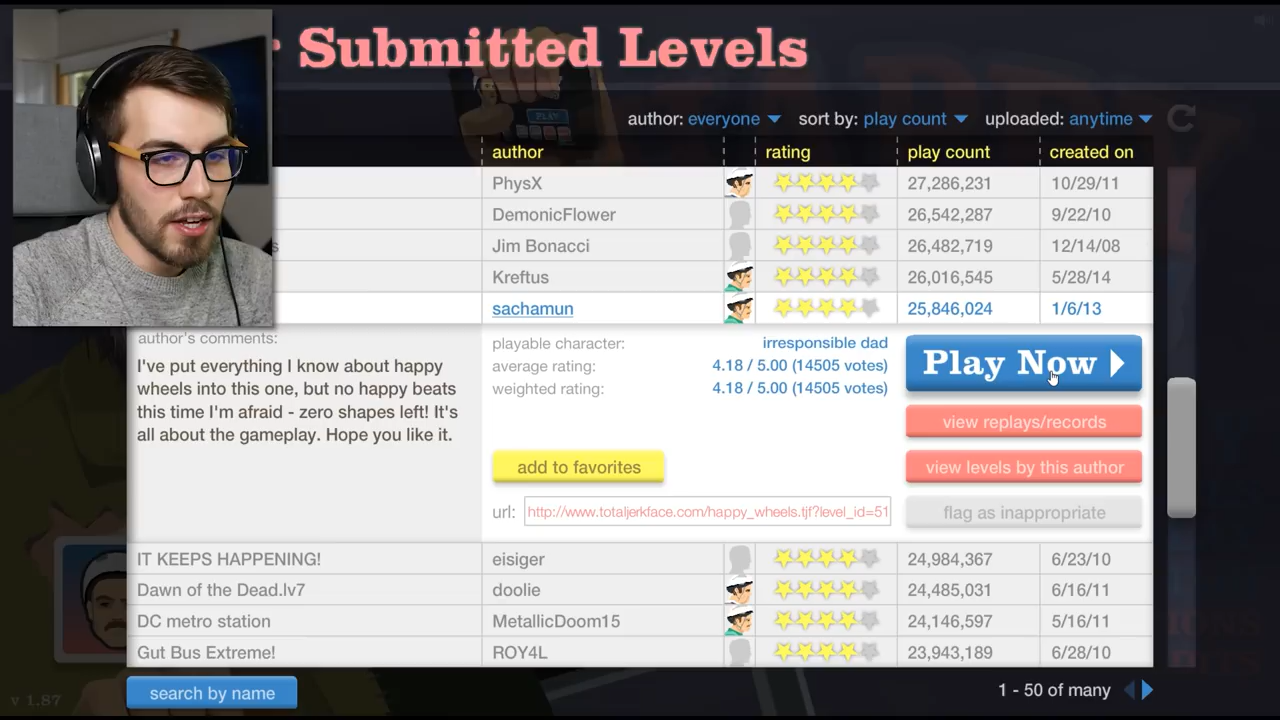 Submitted Levels
author: everyone sort by: play count uploaded: anytime
author rating play count created on
PhysX 27,286,231 10/29/11
DemonicFlower 26,542,287 9/22/10
Jim Bonacci 26,482,719 12/14/08
Kreftus 26,016,545 5/28/14
sachamun 25,846,024 1/6/13
author's comments:
I've put everything I know about happy
wheels into this one, but no happy beats
this time I'm afraid - zero shapes left! It's
all about the gameplay. Hope you like it.
playable character: irresponsible dad
average rating: 4.18 / 5.00 (14505 votes)
weighted rating: 4.18 / 5.00 (14505 votes)
Play Now
view replays/records
add to favorites
view levels by this author
url: http://www.totaljerkface.com/happy_wheels.tjf?level_id=51
flag as inappropriate
IT KEEPS HAPPENING! eisiger 24,984,367 6/23/10
Dawn of the Dead.lv7 doolie 24,485,031 6/16/11
DC metro station MetallicDoom15 24,146,597 5/16/11
Gut Bus Extreme! ROY4L 23,943,189 6/28/10
v 1.87
search by name
1 - 50 of many